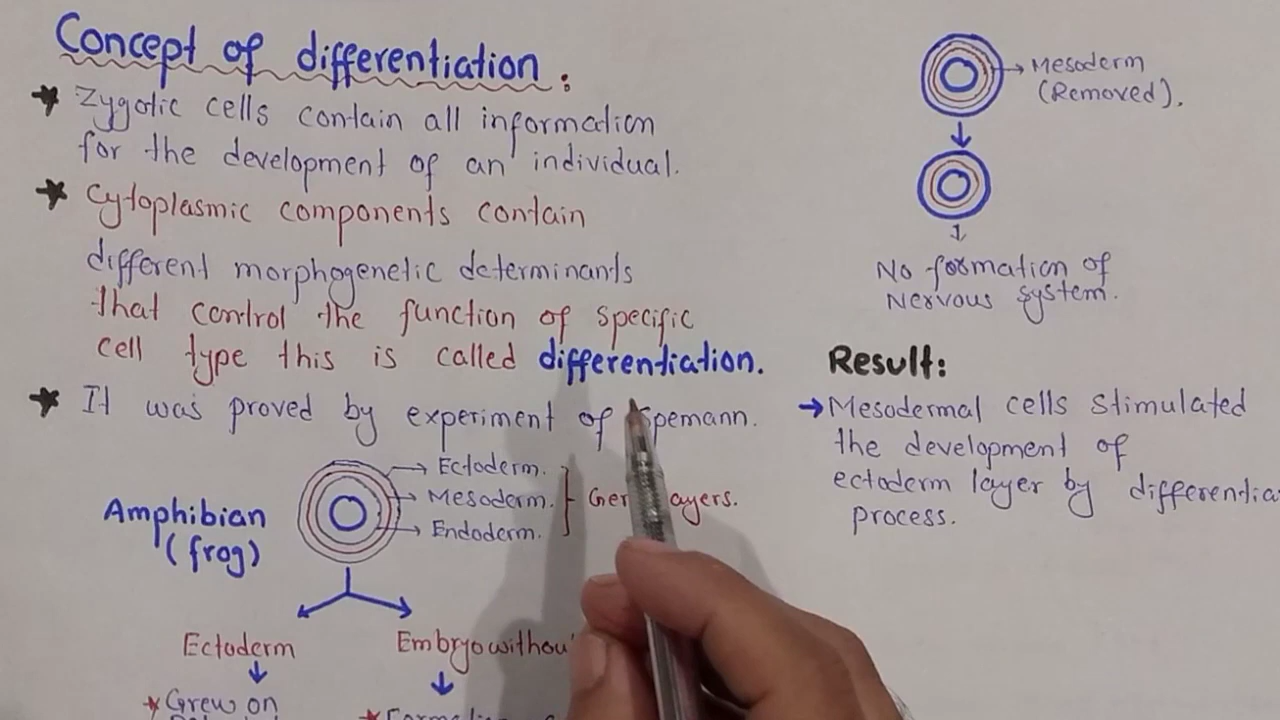 Concept of differentiation :
Zygotic cells contain all information
for the development of an individual.
Cytoplasmic components contain
different morphogenetic determinants
that control the function of specific
cell type this is called differentiation.
It was proved by experiment of Spemann.
Ectoderm.
Mesoderm.
Endoderm.
Amphibian
(frog)
Ectoderm
Grew on
Embryo
Mesoderm
(Removed).
No formation of
Nervous system.
Result:
Mesodermal cells stimulated
the development of
ectoderm layer by
process.